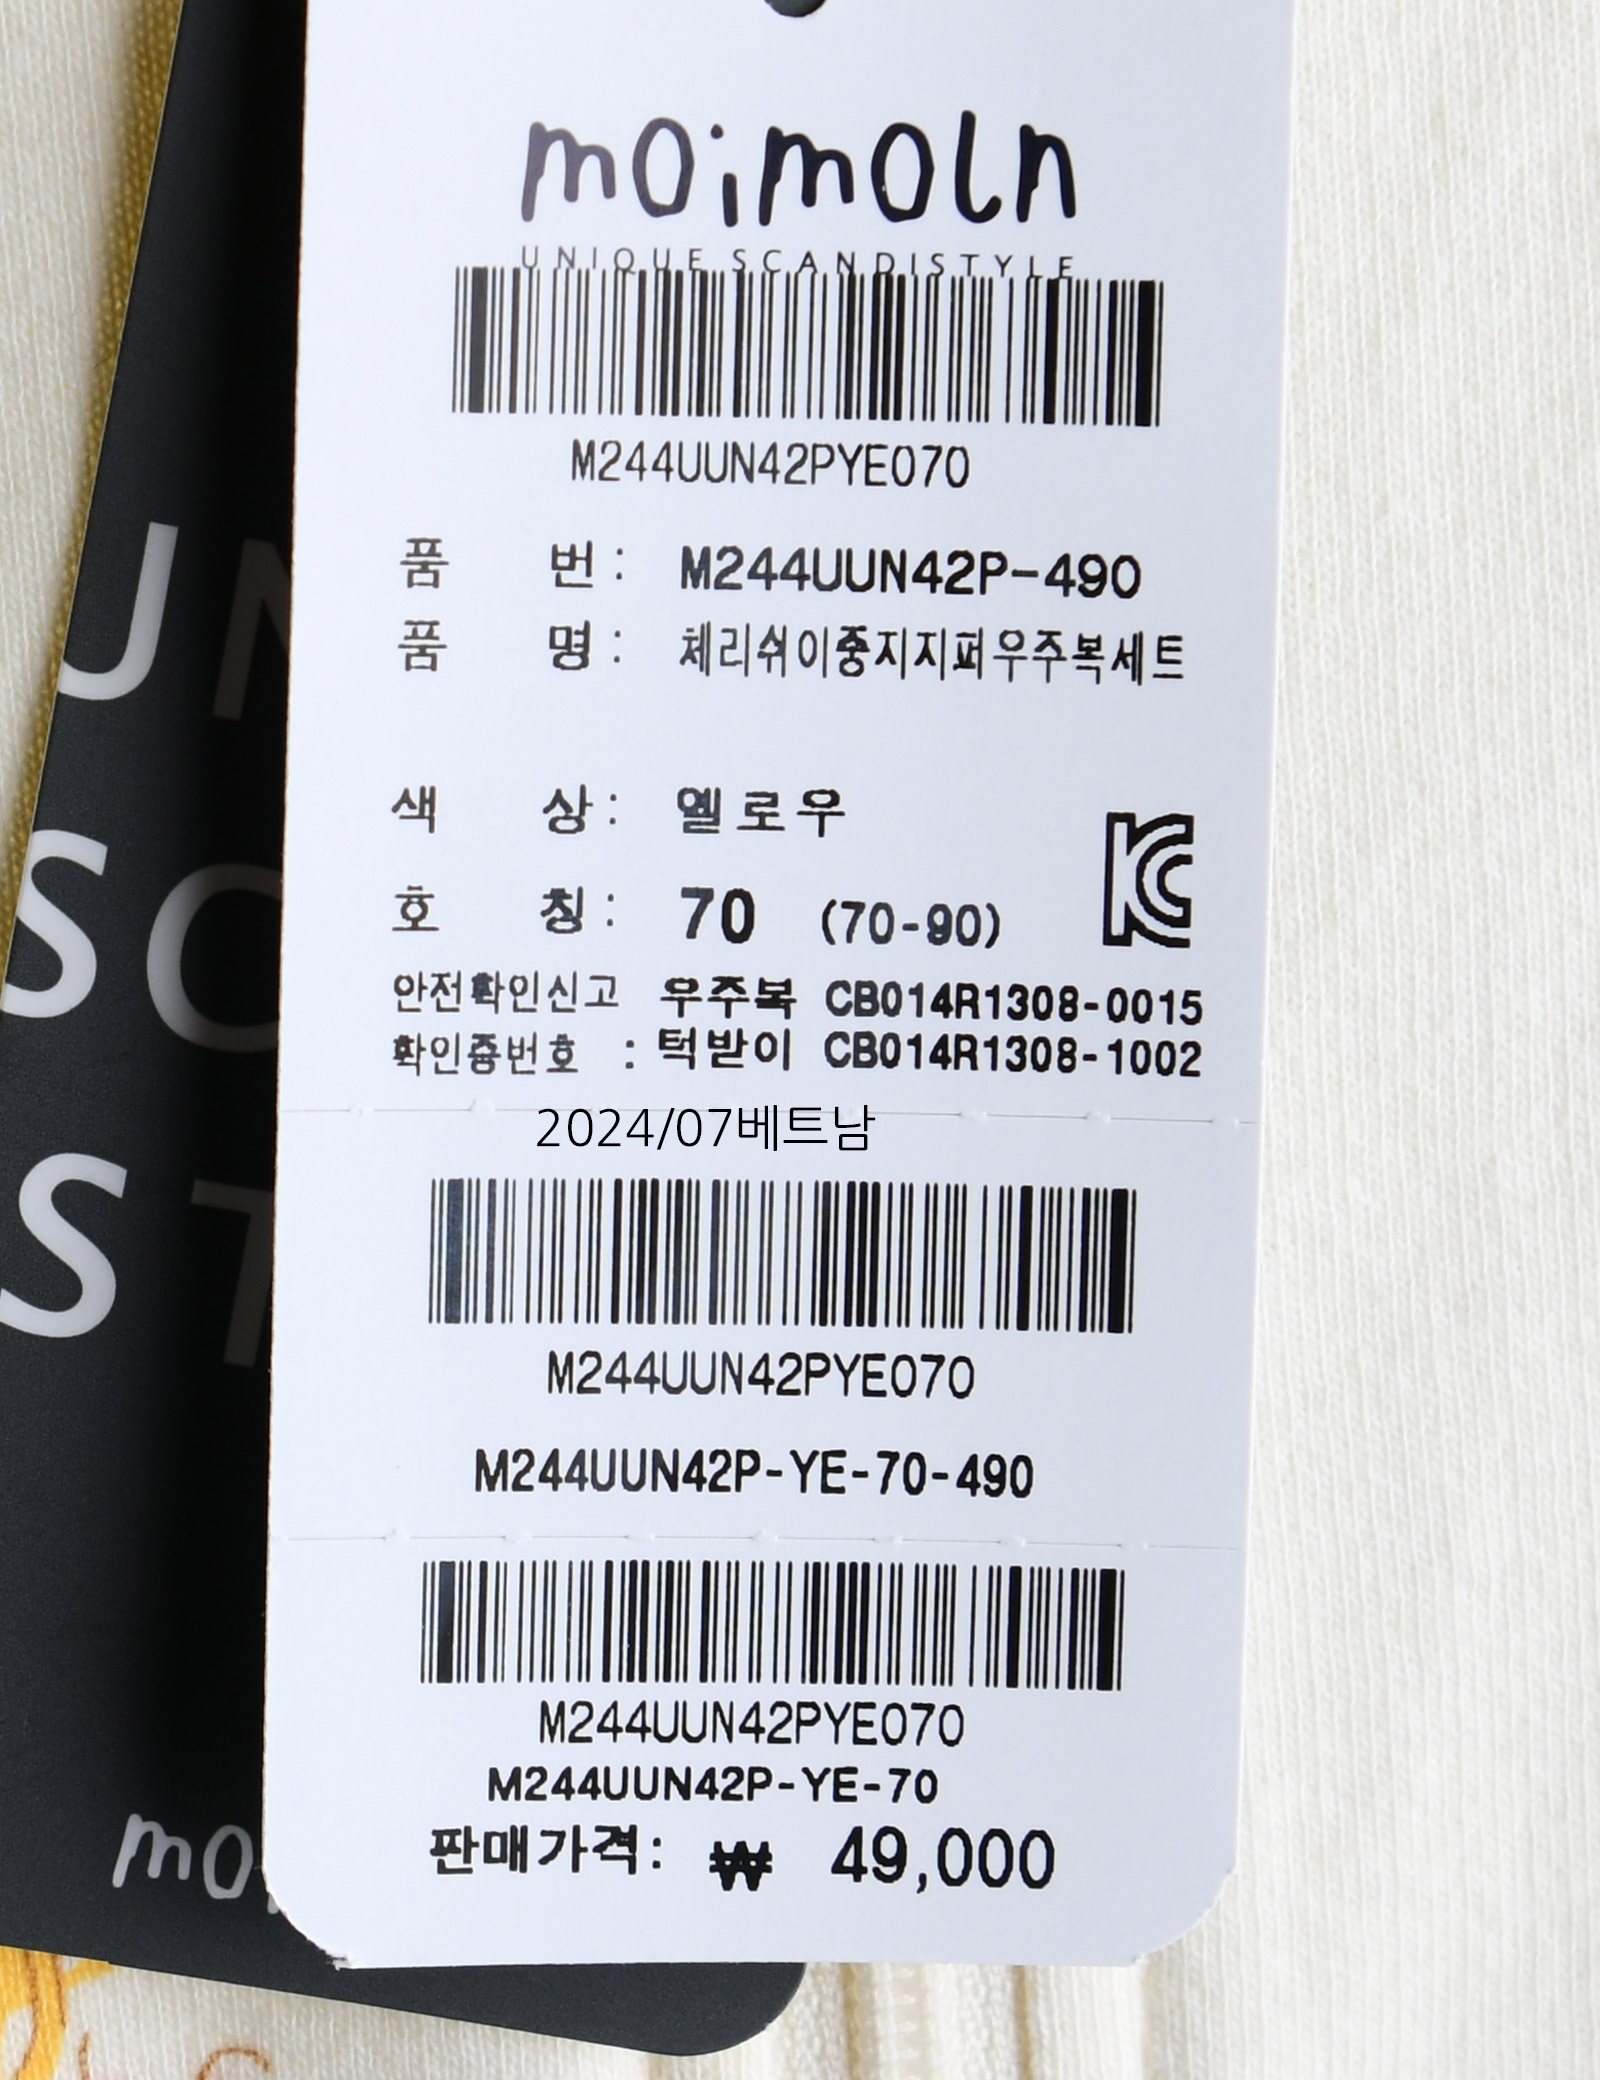 moimoln
UNIQUE SCANDISTYLE
M244UUN42PYE070
품 번 : M244UUN42P-490
품 명 : 체리쉬이중지지퍼우주복세트
색 상 : 옐로우
호 칭 : 70 (70-90)
안전확인신고 우주복 CB014R1308-0015
확인증번호 : 턱받이 CB014R1308-1002
2024/07베트남
M244UUN42PYE070
M244UUN42P-YE-70-490
M244UUN42PYE070
M244UUN42P-YE-70
판매가격: ₩ 49,000
UN
SC
ST